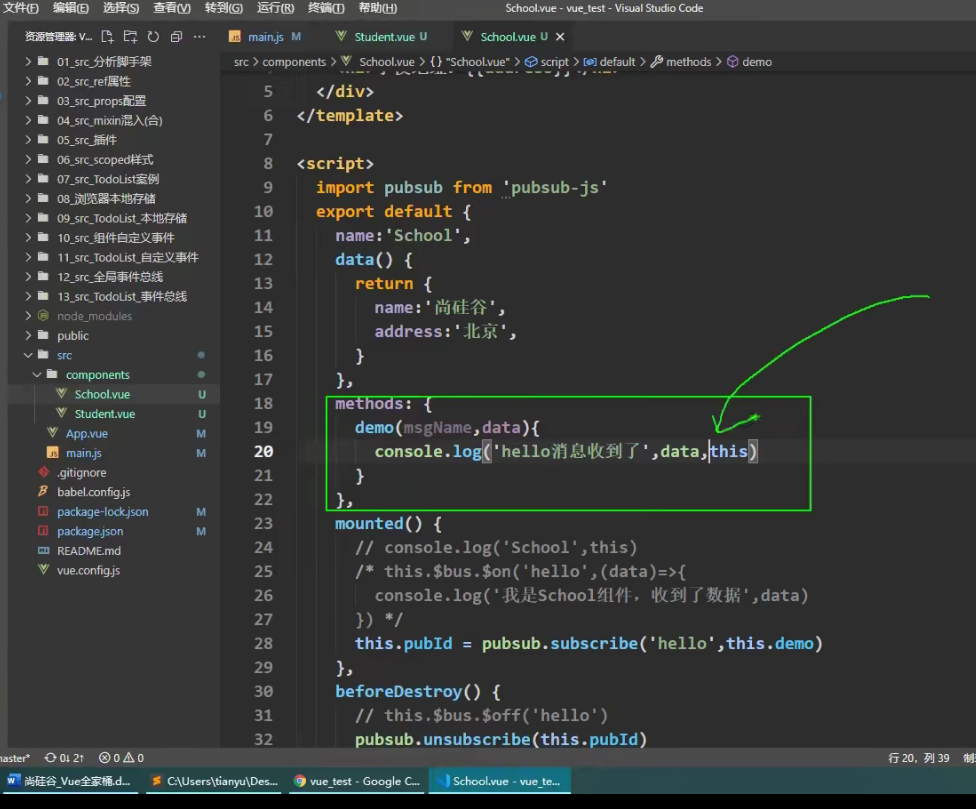 文件(F) 编辑(E) 选择(S) 查看(V) 转到(G) 运行(R) 终端(T) 帮助(H) School.vue - vue_test - Visual Studio Code
资源管理器: V...
main.js M Student.vue U School.vue U
src > components > School.vue > {} "School.vue" > script > default > methods > demo
01_src_分析脚手架
02_src_ref属性
03_src_props配置
04_src_mixin混入(合)
05_src_插件
06_src_scoped样式
07_src_TodoList案例
08_浏览器本地存储
09_src_TodoList_本地存储
10_src_组件自定义事件
11_src_TodoList_自定义事件
12_src_全局事件总线
13_src_TodoList_事件总线
node_modules
public
src
components
School.vue U
Student.vue U
App.vue M
main.js M
.gitignore
babel.config.js
package-lock.json M
package.json M
README.md
vue.config.js
5 </div>
6 </template>
7
8 <script>
9 import pubsub from 'pubsub-js'
10 export default {
11 name:'School',
12 data() {
13 return {
14 name:'尚硅谷',
15 address:'北京',
16 }
17 },
18 methods: {
19 demo(msgName,data){
20 console.log('hello消息收到了',data,this)
21 }
22 },
23 mounted() {
24 // console.log('School',this)
25 /* this.$bus.$on('hello',(data)=>{
26 console.log('我是School组件，收到了数据',data)
27 }) */
28 this.pubId = pubsub.subscribe('hello',this.demo)
29 },
30 beforeDestroy() {
31 // this.$bus.$off('hello')
32 pubsub.unsubscribe(this.pubId)
master* 0↓ 2↑ 0 0 行 20，列 39
尚硅谷_Vue全家桶.d... C:\Users\tianyu\Des... vue_test - Google C... School.vue - vue_te...